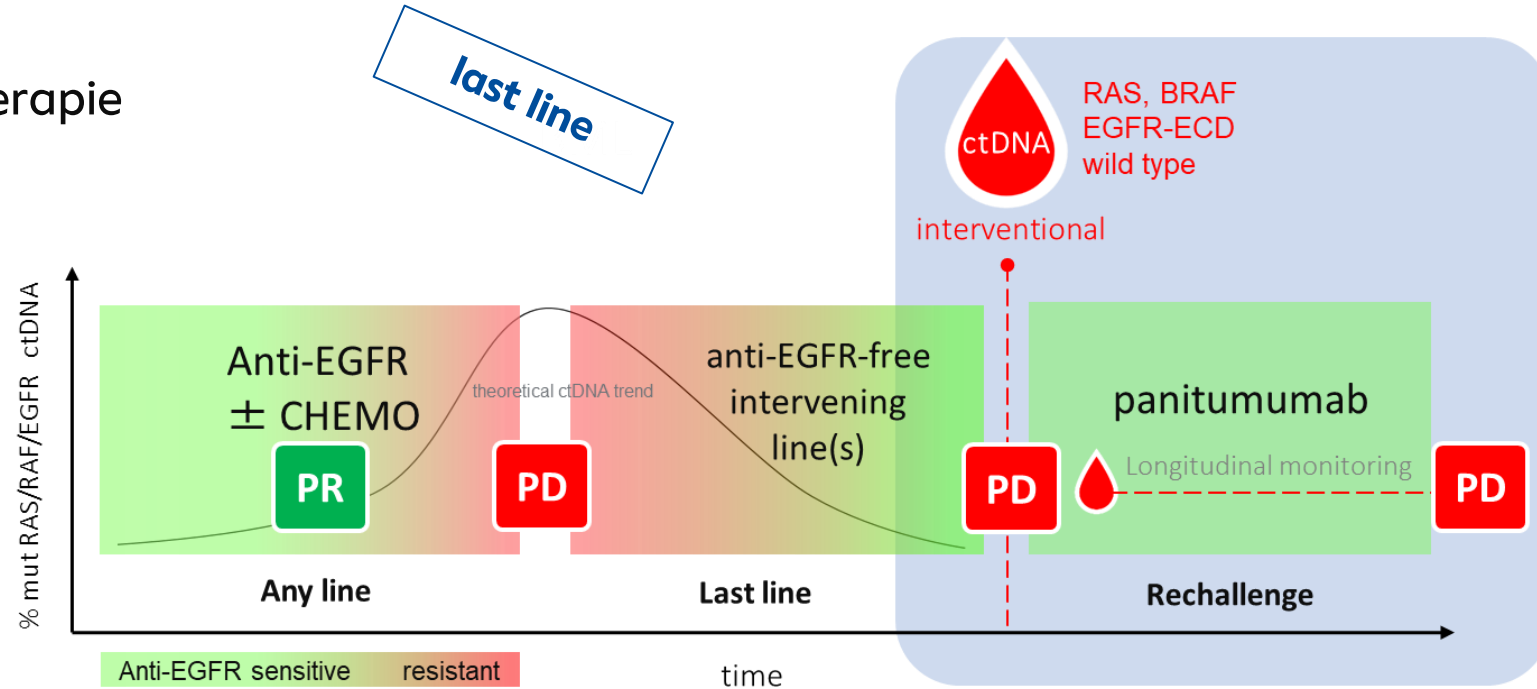 erapie
last line
ctDNA
RAS, BRAF
EGFR-ECD
wild type
interventional
% mut RAS/RAF/EGFR ctDNA
Anti-EGFR
± CHEMO
theoretical ctDNA trend
anti-EGFR-free
intervening
line(s)
panitumumab
Longitudinal monitoring
PR
PD
PD
PD
Any line
Last line
Rechallenge
Anti-EGFR sensitive resistant
time